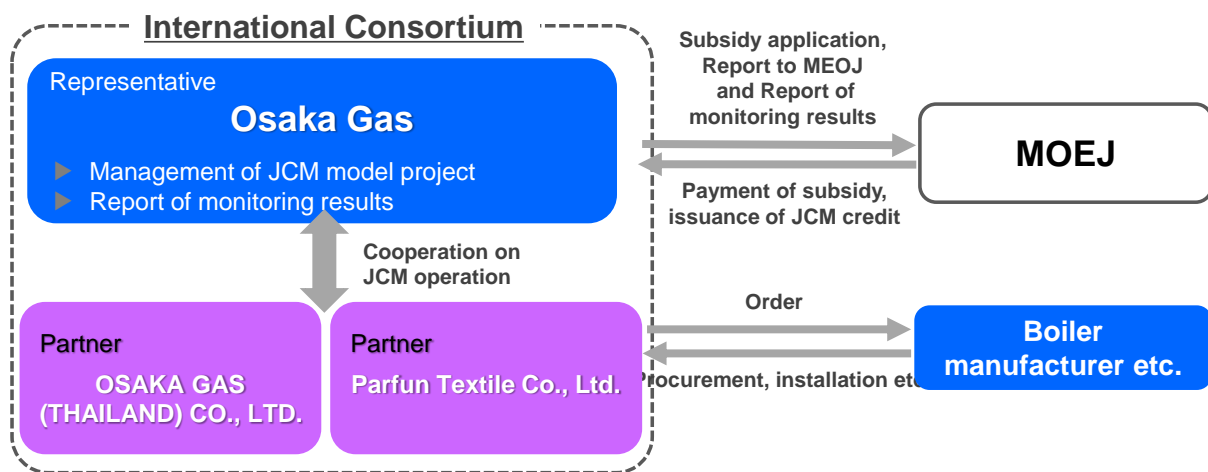 International Consortium
Representative
Osaka Gas
Management of JCM model project
Report of monitoring results
Subsidy application,
Report to MEOJ
and Report of
monitoring results
MOEJ
Payment of subsidy,
issuance of JCM credit
Cooperation on
JCM operation
Partner
OSAKA GAS
(THAILAND) CO., LTD.
Partner
Parfun Textile Co., Ltd.
Order
Procurement, installation etc
Boiler
manufacturer etc.